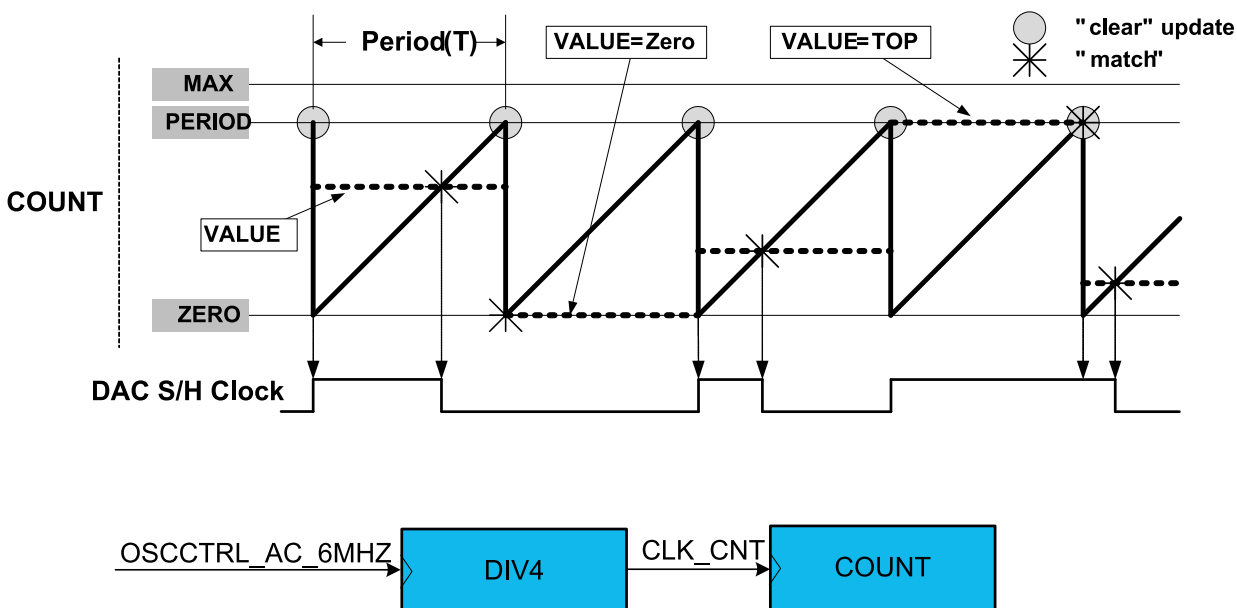 "clear" update
Period(T)
VALUE=Zero
VALUE=TOP
"match"
MAX
PERIOD
COUNT
VALUE
ZERO
DAC S/H Clock
OSCCTRL_AC_6MHZ
DIV4
CLK_CNT
COUNT